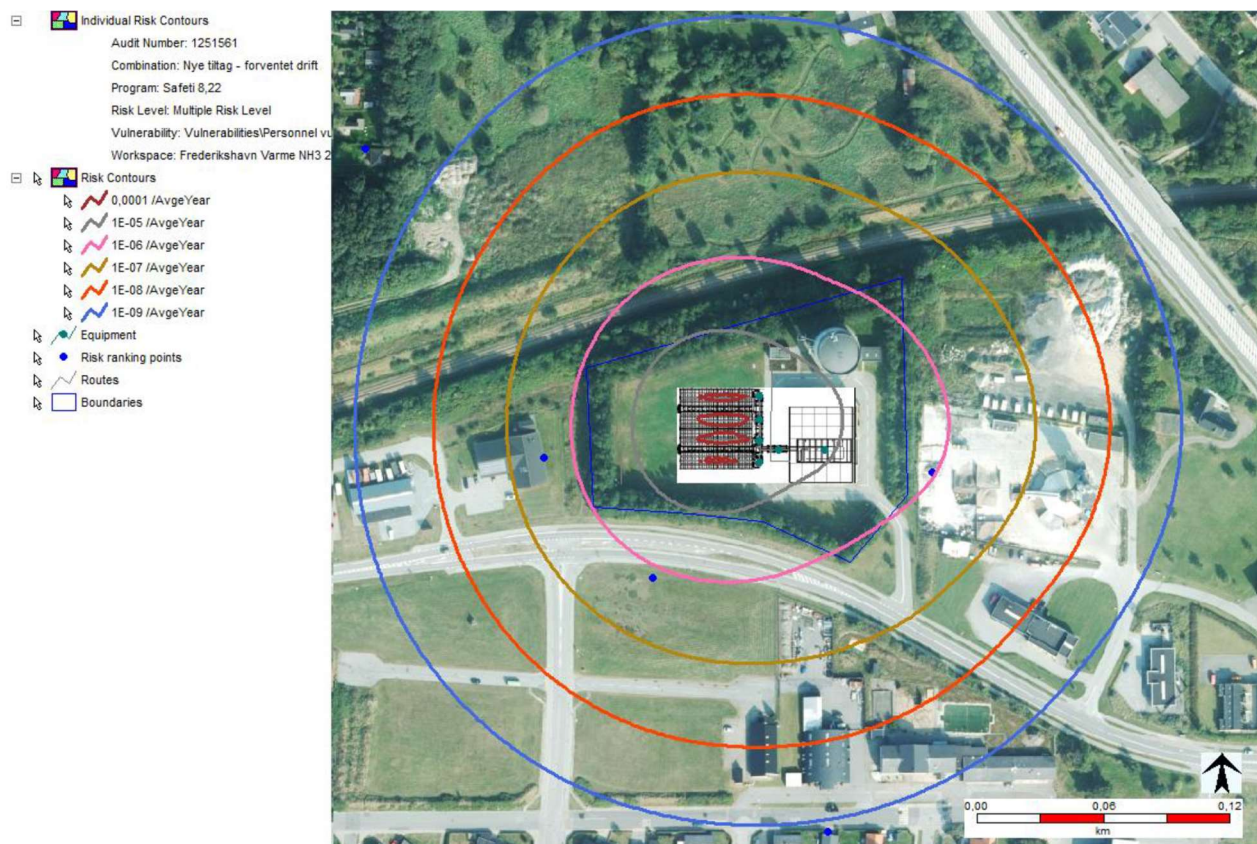 Individual Risk Contours
Audit Number: 1251561
Combination: Nye tiltag - forventet drift
Program: Safeti 8,22
Risk Level: Multiple Risk Level
Vulnerability: Vulnerabilities\Personnel vu
Workspace: Frederikshavn Varme NH3 2
Risk Contours
0,0001 /AvgeYear
1E-05 /AvgeYear
1E-06 /AvgeYear
1E-07 /AvgeYear
1E-08 /AvgeYear
1E-09 /AvgeYear
Equipment
Risk ranking points
Routes
Boundaries
0,00 0,06 0,12
km